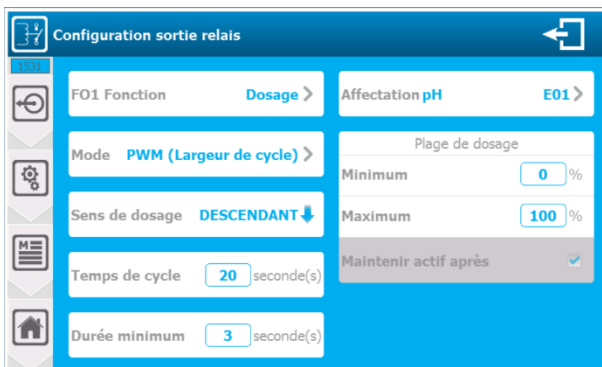 Configuration sortie relais
1531
FO1 Fonction Dosage
Affectation pH E01
Mode PWM (Largeur de cycle)
Plage de dosage
Minimum 0 %
Sens de dosage DESCENDANT
Maximum 100 %
Maintenir actif après
Temps de cycle 20 seconde(s)
Durée minimum 3 seconde(s)
M